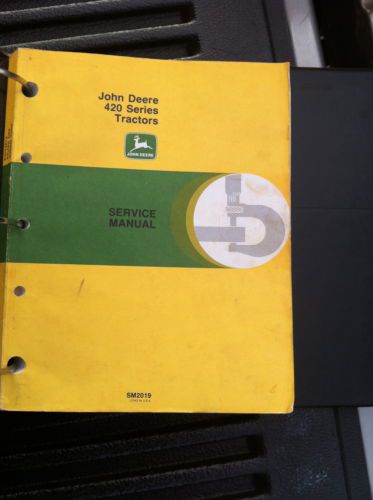 John Deere
420 Series
Tractors
JOHN DEERE
SERVICE
MANUAL
SM2019